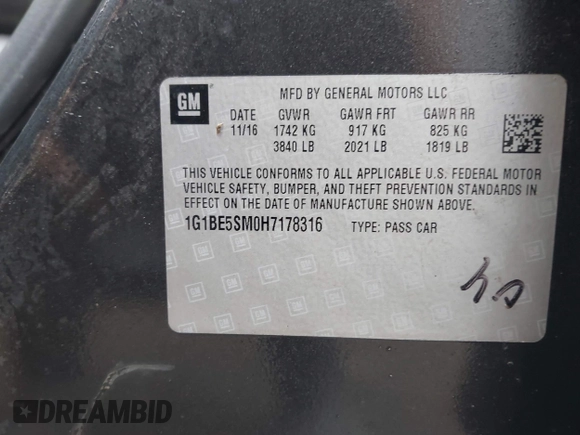 GM
MFD BY GENERAL MOTORS LLC
DATE GVWR GAWR FRT GAWR RR
11/16 1742 KG 917 KG 825 KG
3840 LB 2021 LB 1819 LB
THIS VEHICLE CONFORMS TO ALL APPLICABLE U.S. FEDERAL MOTOR
VEHICLE SAFETY, BUMPER, AND THEFT PREVENTION STANDARDS IN
EFFECT ON THE DATE OF MANUFACTURE SHOWN ABOVE.
1G1BE5SM0H7178316 TYPE: PASS CAR
DREAMBID